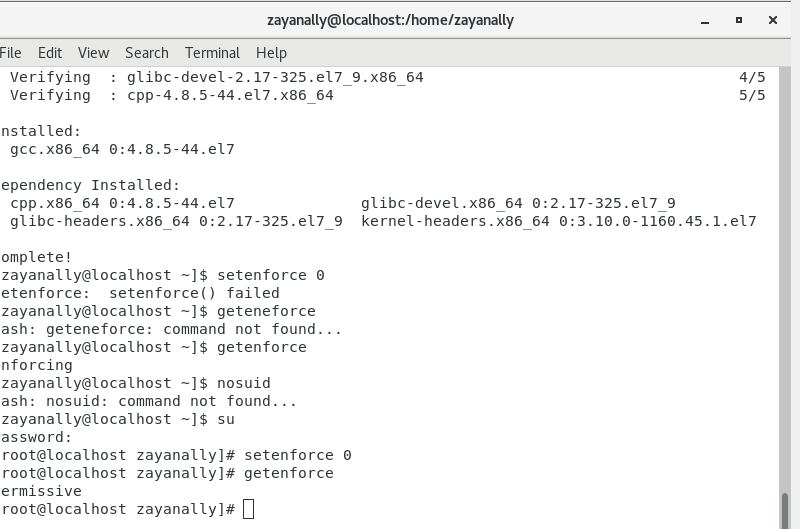 zayanally@localhost:/home/zayanally
File Edit View Search Terminal Help
Verifying : glibc-devel-2.17-325.el7_9.x86_64 4/5
Verifying : cpp-4.8.5-44.el7.x86_64 5/5
nstalled:
gcc.x86_64 0:4.8.5-44.el7
ependency Installed:
cpp.x86_64 0:4.8.5-44.el7 glibc-devel.x86_64 0:2.17-325.el7_9
glibc-headers.x86_64 0:2.17-325.el7_9 kernel-headers.x86_64 0:3.10.0-1160.45.1.el7
omplete!
zayanally@localhost ~]$ setenforce 0
etenforce: setenforce() failed
zayanally@localhost ~]$ geteneforce
ash: geteneforce: command not found...
zayanally@localhost ~]$ getenforce
nforcing
zayanally@localhost ~]$ nosuid
ash: nosuid: command not found...
zayanally@localhost ~]$ su
assword:
root@localhost zayanally]# setenforce 0
root@localhost zayanally]# getenforce
ermissive
root@localhost zayanally]#